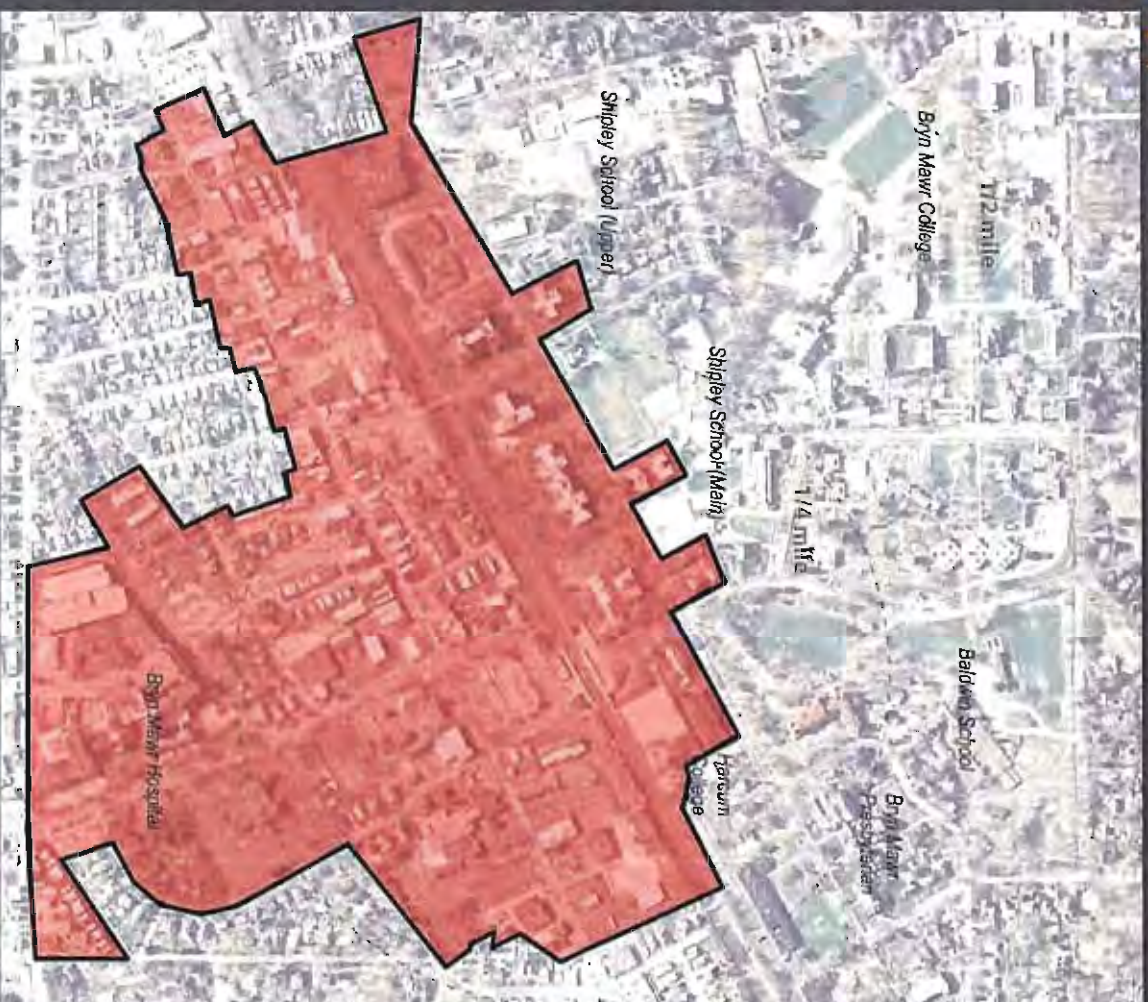 Bryn Mawr College
1/2 mile
Shipley School (Upper)
Shipley School (Main)
1/4 mile
Baldwin School
Bryn Mawr
Presbyterian
Harcum
College
Bryn Mawr Hospital